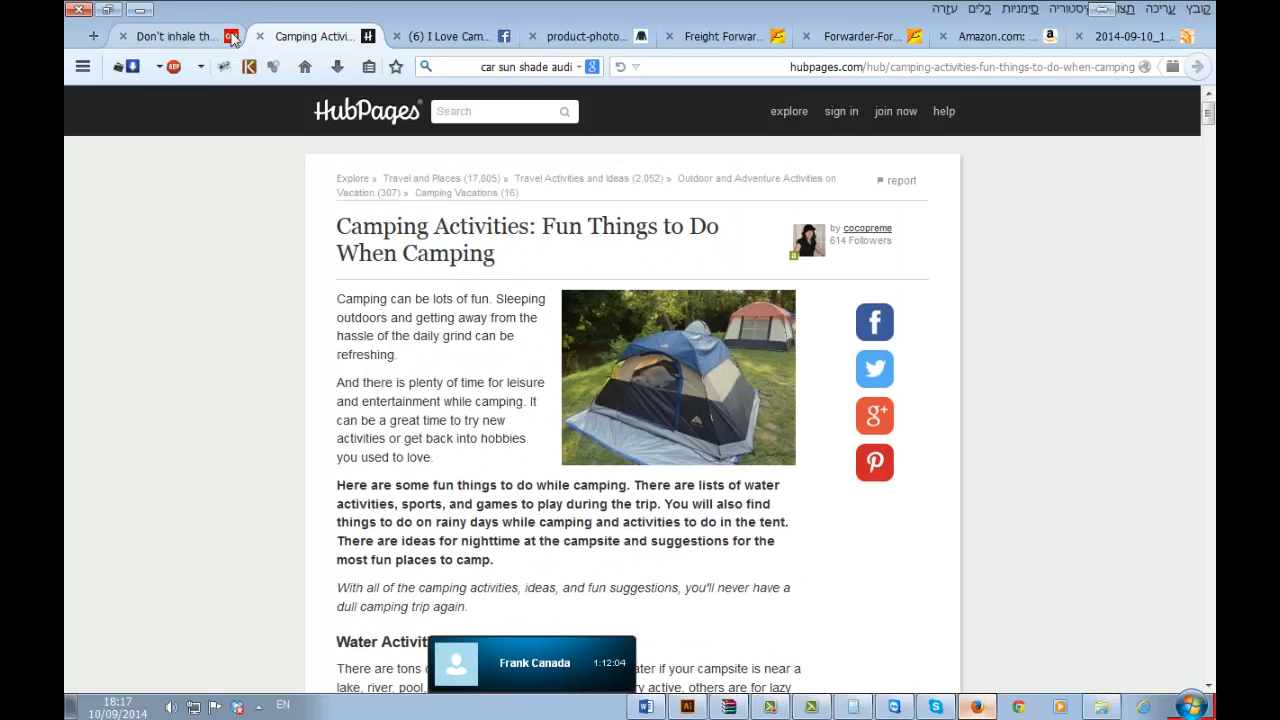 קובץ עריכה תצו יסטוריה סימניות כלים עזרה
Don't inhale th...
Camping Activi...
(6) I Love Cam...
product-photo...
Freight Forwar...
Forwarder-For...
Amazon.com: ...
2014-09-10_1...
car sun shade audi
hubpages.com/hub/camping-activities-fun-things-to-do-when-camping
HubPages
Search
explore sign in join now help
Explore » Travel and Places (17,805) » Travel Activities and Ideas (2,052) » Outdoor and Adventure Activities on
Vacation (307) » Camping Vacations (16)
report
Camping Activities: Fun Things to Do
When Camping
by cocopreme
614 Followers
Camping can be lots of fun. Sleeping
outdoors and getting away from the
hassle of the daily grind can be
refreshing.
And there is plenty of time for leisure
and entertainment while camping. It
can be a great time to try new
activities or get back into hobbies
you used to love.
Here are some fun things to do while camping. There are lists of water
activities, sports, and games to play during the trip. You will also find
things to do on rainy days while camping and activities to do in the tent.
There are ideas for nighttime at the campsite and suggestions for the
most fun places to camp.
With all of the camping activities, ideas, and fun suggestions, you'll never have a
dull camping trip again.
Water Activit
There are tons ater if your campsite is near a
lake, river, pool, ry active, others are for lazy
Frank Canada 1:12:04
18:17
10/09/2014
EN